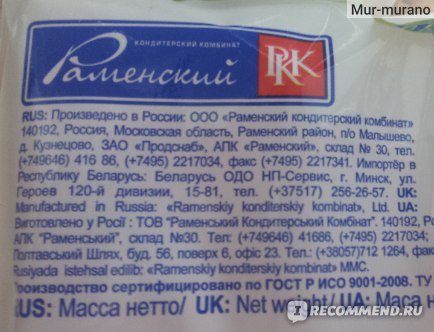 Mur-murano
КОНДИТЕРСКИЙ КОМБИНАТ
Раменский
РКК
RUS: Произведено в России: ООО «Раменский кондитерский комбинат»
140192, Россия, Московская область, Раменский район, п/о Малышево,
д. Кузнецово, ЗАО «Продснаб», АПК «Раменский», склад № 30, тел.
(+749646) 416 86, (+7495) 2217034, факс (+7495) 2217341. Импортёр в
Республику Беларусь: Беларусь ОДО НП-Сервис, г. Минск, ул.
Героев 120-й дивизии, 15-81, тел. (+37517) 256-26-57. UK:
Manufactured in Russia: «Ramenskiy konditerskiy kombinat», Ltd. UA:
Виготовлено у Росії : ТОВ "Раменський Кондитерський Комбінат". 140192, Рос
АПК "Раменський", склад №30. Тел: (+749646)
Полтавський Шлях, буд. 56, поверх 6, офис 23. Тел.: (+38057)712 1264, фак
Rusiyada istehsal edilib: «Ramenskiy konditerskiy kombinat» MMC.
Производство сертифицировано по ГОСТ Р ИСО 9001-2008. ТУ
RUS: Масса нетто/ UK: Net weight/ UA: Маса н
IRECOMMEND.RU